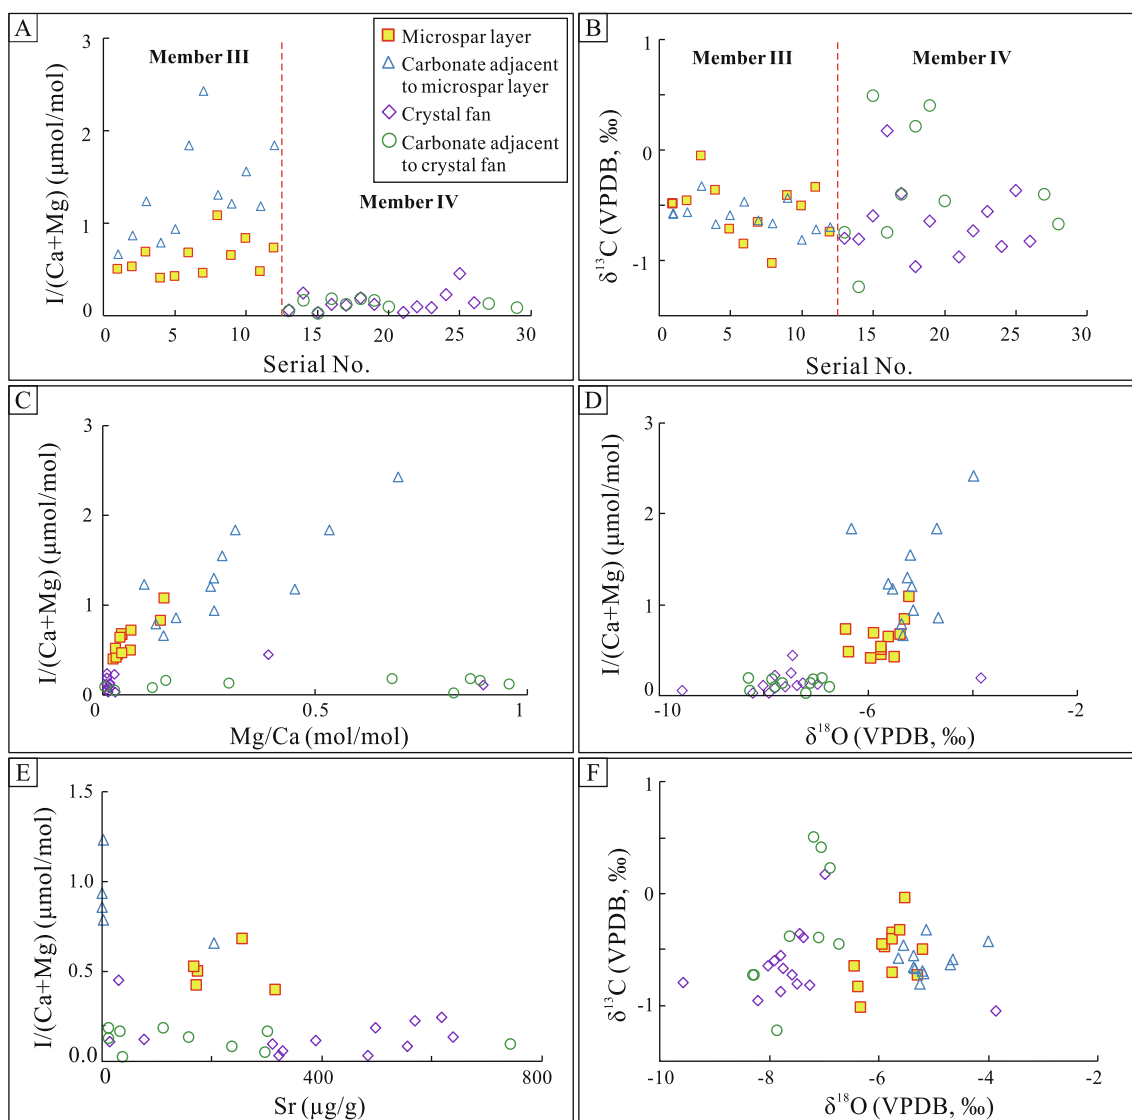 A
I/(Ca+Mg) (μmol/mol)
3
2
1
0
Member III
Member IV
Microspar layer
Carbonate adjacent
to microspar layer
Crystal fan
Carbonate adjacent
to crystal fan
0 5 10 15 20 25 30
Serial No.
B
δ¹³C (VPDB, ‰)
1
0
-1
Member III
Member IV
0 5 10 15 20 25 30
Serial No.
C
I/(Ca+Mg) (μmol/mol)
3
2
1
0
0 0.5 1
Mg/Ca (mol/mol)
D
I/(Ca+Mg) (μmol/mol)
3
2
1
0
-10 -8 -6 -4 -2
δ¹⁸O (VPDB, ‰)
E
I/(Ca+Mg) (μmol/mol)
1.5
1.0
0.5
0.0
0 400 800
Sr (μg/g)
F
δ¹³C (VPDB, ‰)
1
0
-1
-10 -8 -6 -4 -2
δ¹⁸O (VPDB, ‰)